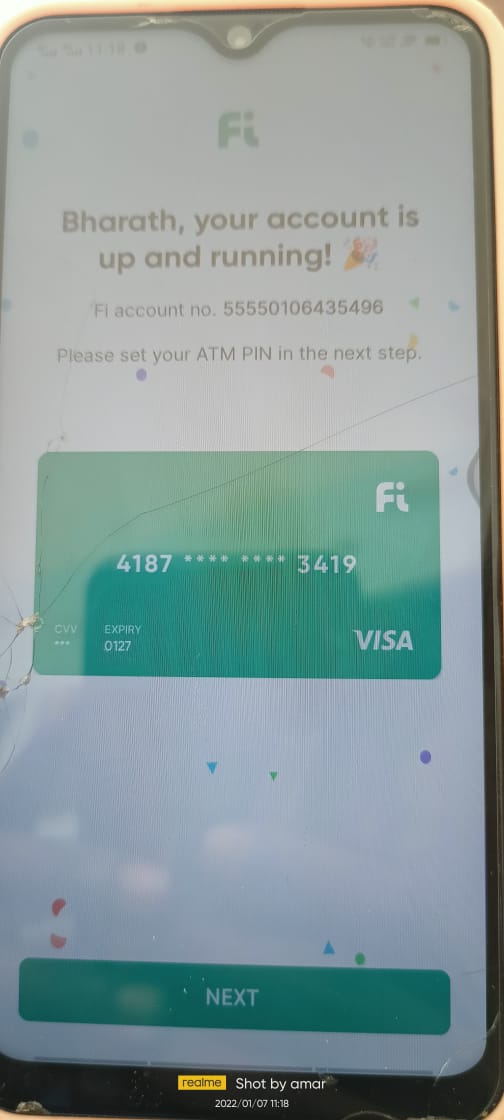 11:18
Fi
Bharath, your account is
up and running! 🎉
Fi account no. 55550106435496
Please set your ATM PIN in the next step.
Fi
4187 **** **** 3419
CVV EXPIRY
*** 0127
VISA
NEXT
realme Shot by amar
2022/01/07 11:18